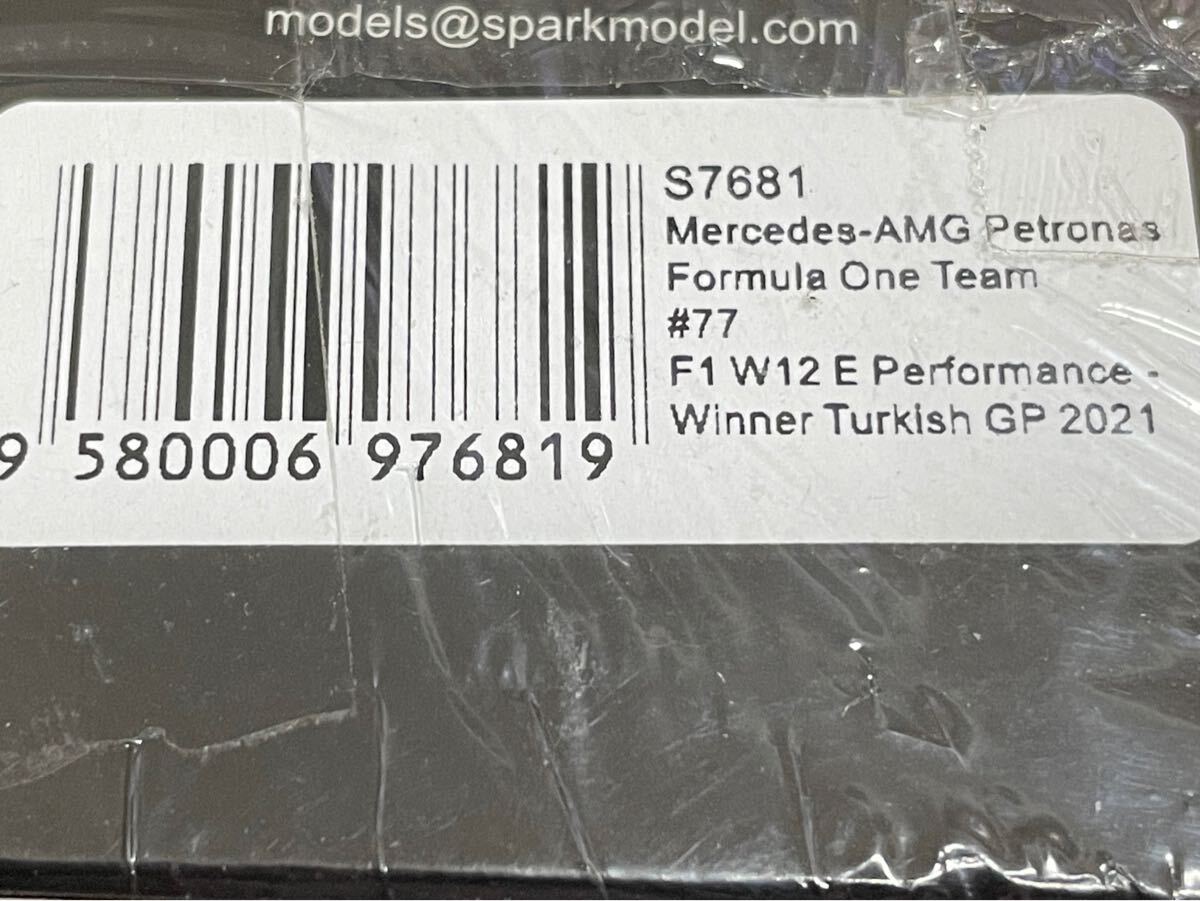 models@sparkmodel.com
S7681
Mercedes-AMG Petronas
Formula One Team
#77
F1 W12 E Performance -
Winner Turkish GP 2021
9 580006 976819